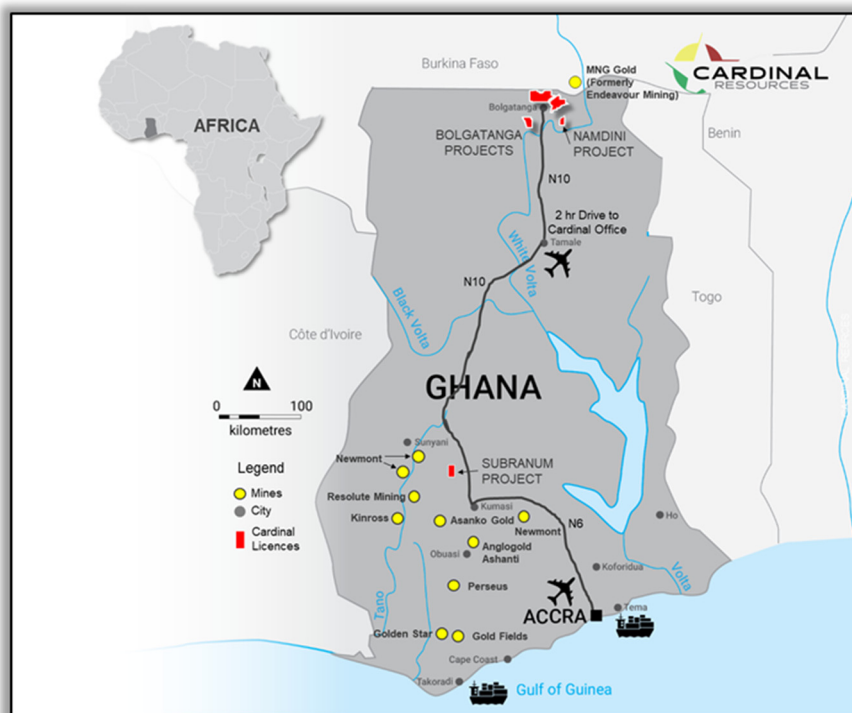 Burkina Faso
MNG Gold
(Formerly
Endeavour Mining)
CARDINAL
RESOURCES
AFRICA
Bolgatanga
BOLGATANGA
PROJECTS
NAMDINI
PROJECT
Benin
N10
2 hr Drive to
Cardinal Office
Tamale
White Volta
N10
Black Volta
Togo
Côte d'Ivoire
GHANA
N
0 100
kilometres
Sunyani
Newmont
SUBRANUM
PROJECT
Legend
Mines
City
Cardinal
Licences
Resolute Mining
Kinross
Kumasi
Asanko Gold
Newmont
N6
Ho
Anglogold
Ashanti
Obuasi
Koforidua
Perseus
Volta
Tano
ACCRA
Tema
Golden Star
Gold Fields
Cape Coast
Takoradi
Gulf of Guinea